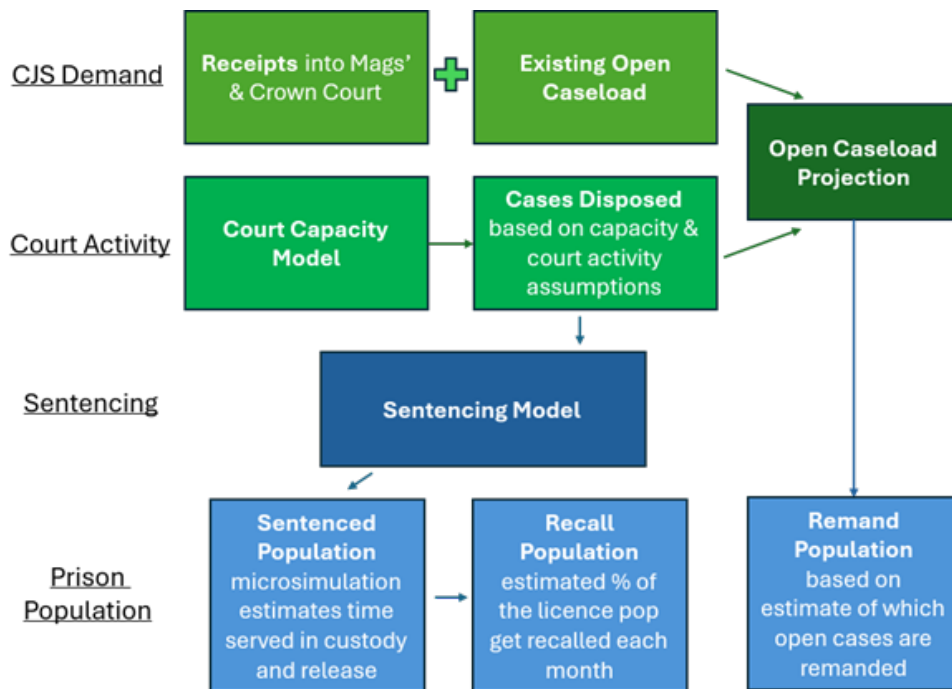 CJS Demand
Receipts into Mags'
& Crown Court
Existing Open
Caseload
Open Caseload
Projection
Court Activity
Court Capacity
Model
Cases Disposed
based on capacity &
court activity
assumptions
Sentencing
Sentencing Model
Prison
Population
Sentenced
Population
microsimulation
estimates time
served in custody
and release
Recall
Population
estimated % of
the licence pop
get recalled each
month
Remand
Population
based on
estimate of which
open cases are
remanded